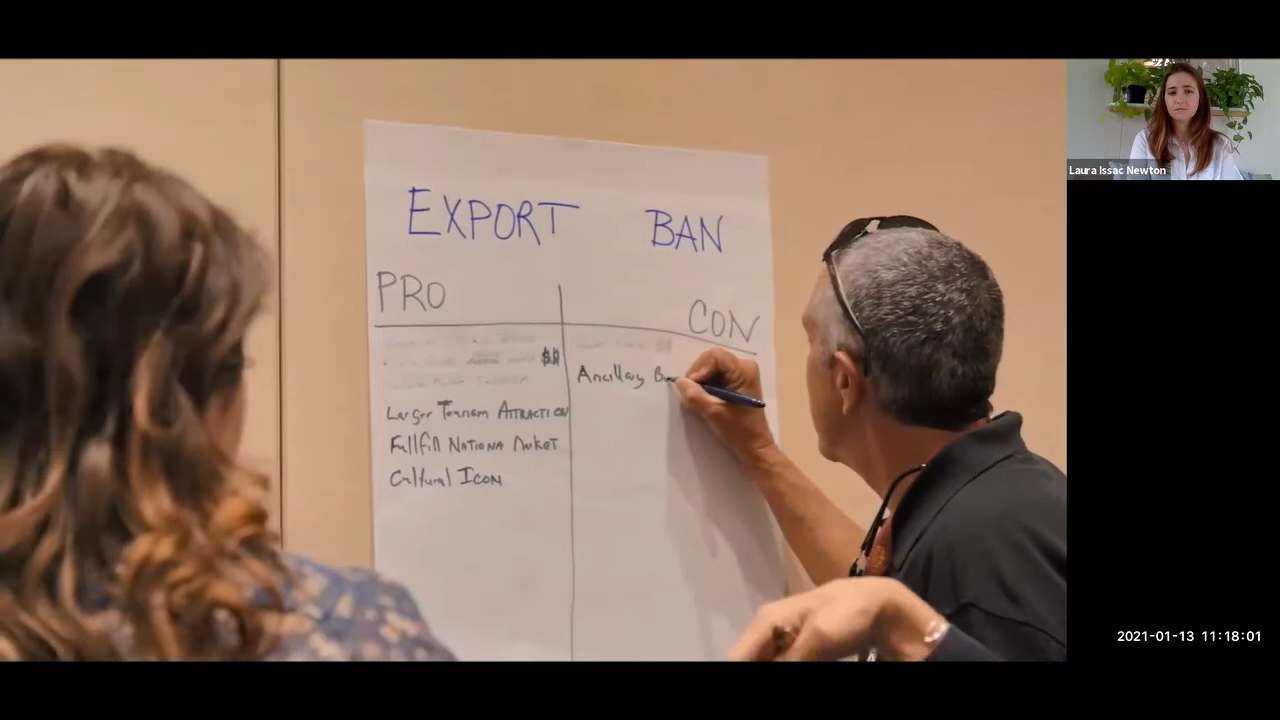 EXPORT BAN
PRO
CON
$$
Ancillary
Larger Tourism ATTRACTION
FullFill NATIONA MARKET
Cultural ICON
Laura Issac Newton
2021-01-13 11:18:01